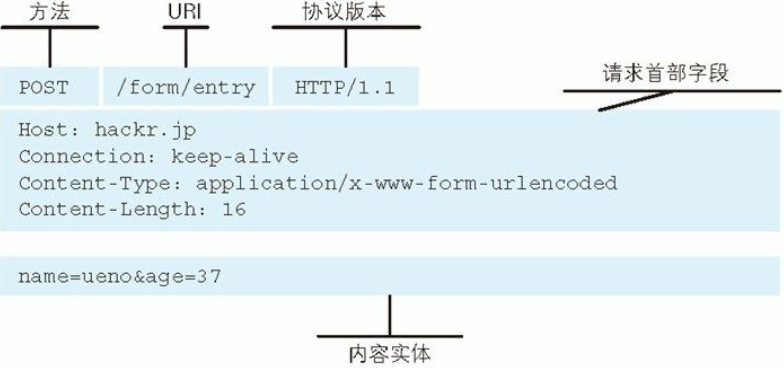 方法 URI 协议版本
请求首部字段
POST /form/entry HTTP/1.1
Host: hackr.jp
Connection: keep-alive
Content-Type: application/x-www-form-urlencoded
Content-Length: 16
name=ueno&age=37
内容实体